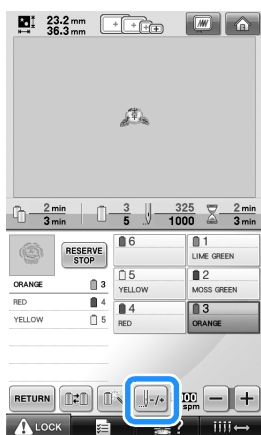 23.2 mm
36.3 mm
2 min
3 min
3
5
325
1000
2 min
3 min
RESERVE
STOP
ORANGE 3
RED 4
YELLOW 5
6
1
LIME GREEN
5
YELLOW
2
MOSS GREEN
4
RED
3
ORANGE
RETURN
-/+
spm
-
+
LOCK
?